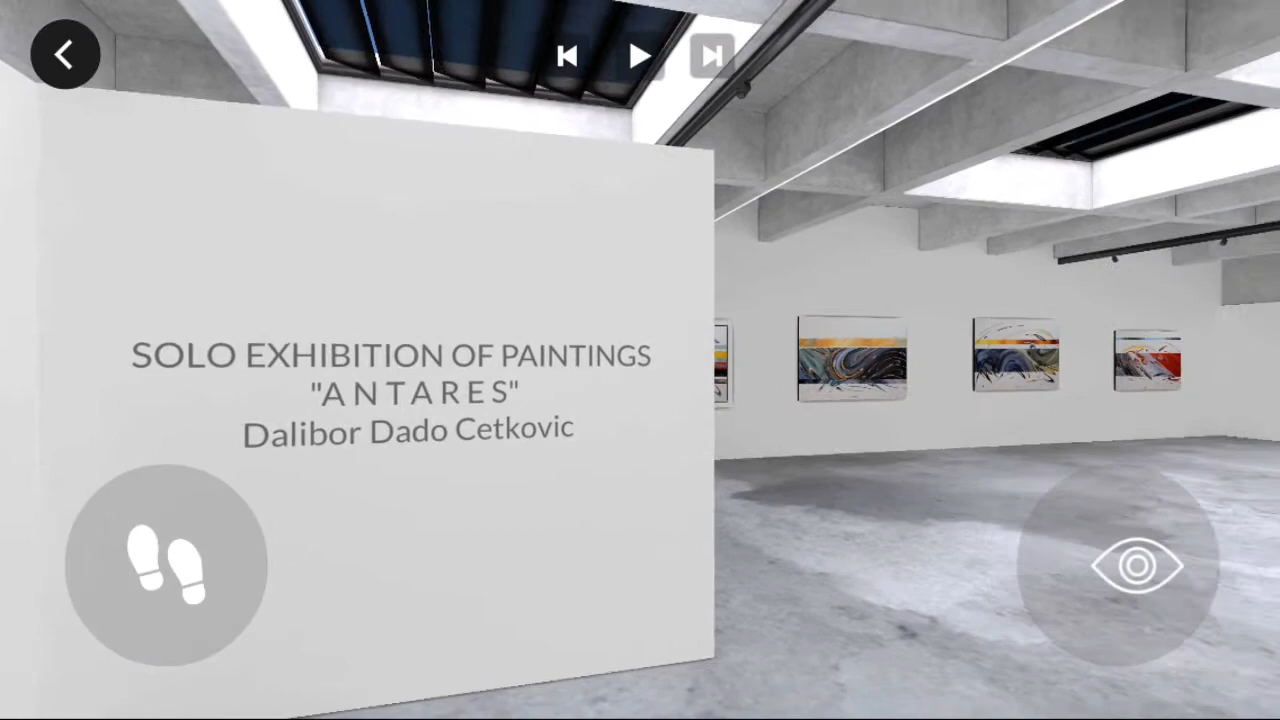 SOLO EXHIBITION OF PAINTINGS
"A N T A R E S"
Dalibor Dado Cetkovic